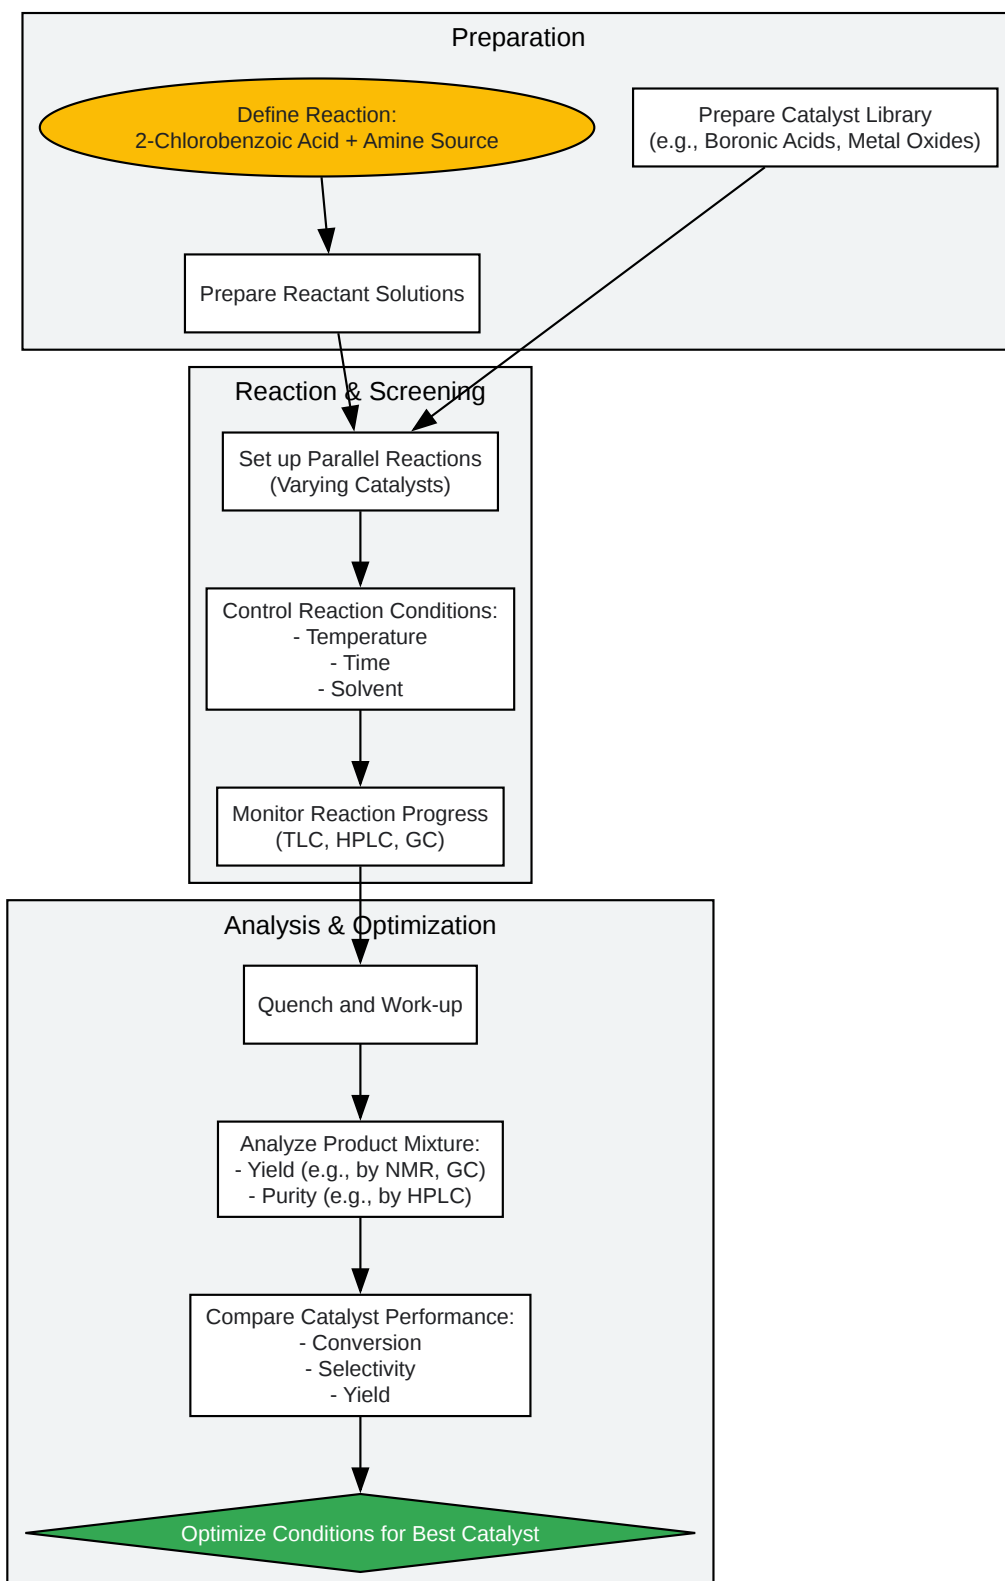 Preparation
Define Reaction:
2-Chlorobenzoic Acid + Amine Source
Prepare Catalyst Library
(e.g., Boronic Acids, Metal Oxides)
Prepare Reactant Solutions
Reaction & Screening
Set up Parallel Reactions
(Varying Catalysts)
Control Reaction Conditions:
- Temperature
- Time
- Solvent
Monitor Reaction Progress
(TLC, HPLC, GC)
Analysis & Optimization
Quench and Work-up
Analyze Product Mixture:
- Yield (e.g., by NMR, GC)
- Purity (e.g., by HPLC)
Compare Catalyst Performance:
- Conversion
- Selectivity
- Yield
Optimize Conditions for Best Catalyst